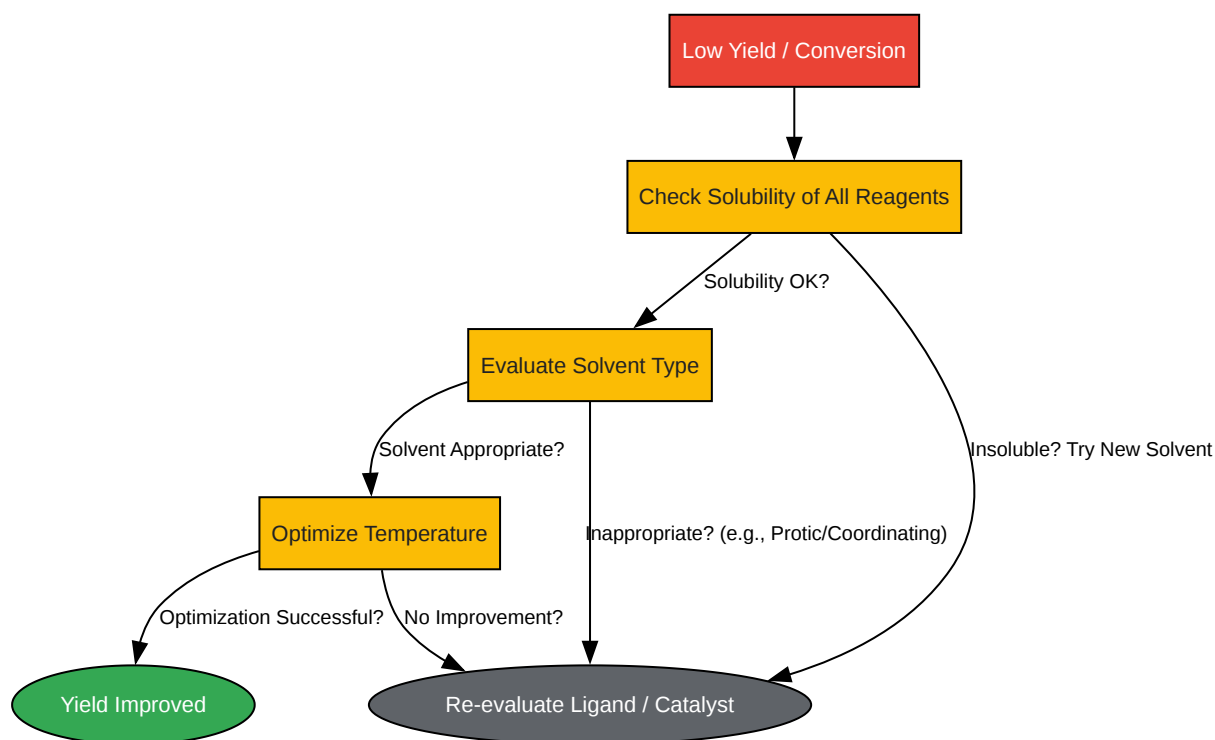 Low Yield / Conversion
Check Solubility of All Reagents
Solubility OK?
Evaluate Solvent Type
Solvent Appropriate?
Insoluble? Try New Solvent
Optimize Temperature
Inappropriate? (e.g., Protic/Coordinating)
Optimization Successful?
No Improvement?
Yield Improved
Re-evaluate Ligand / Catalyst